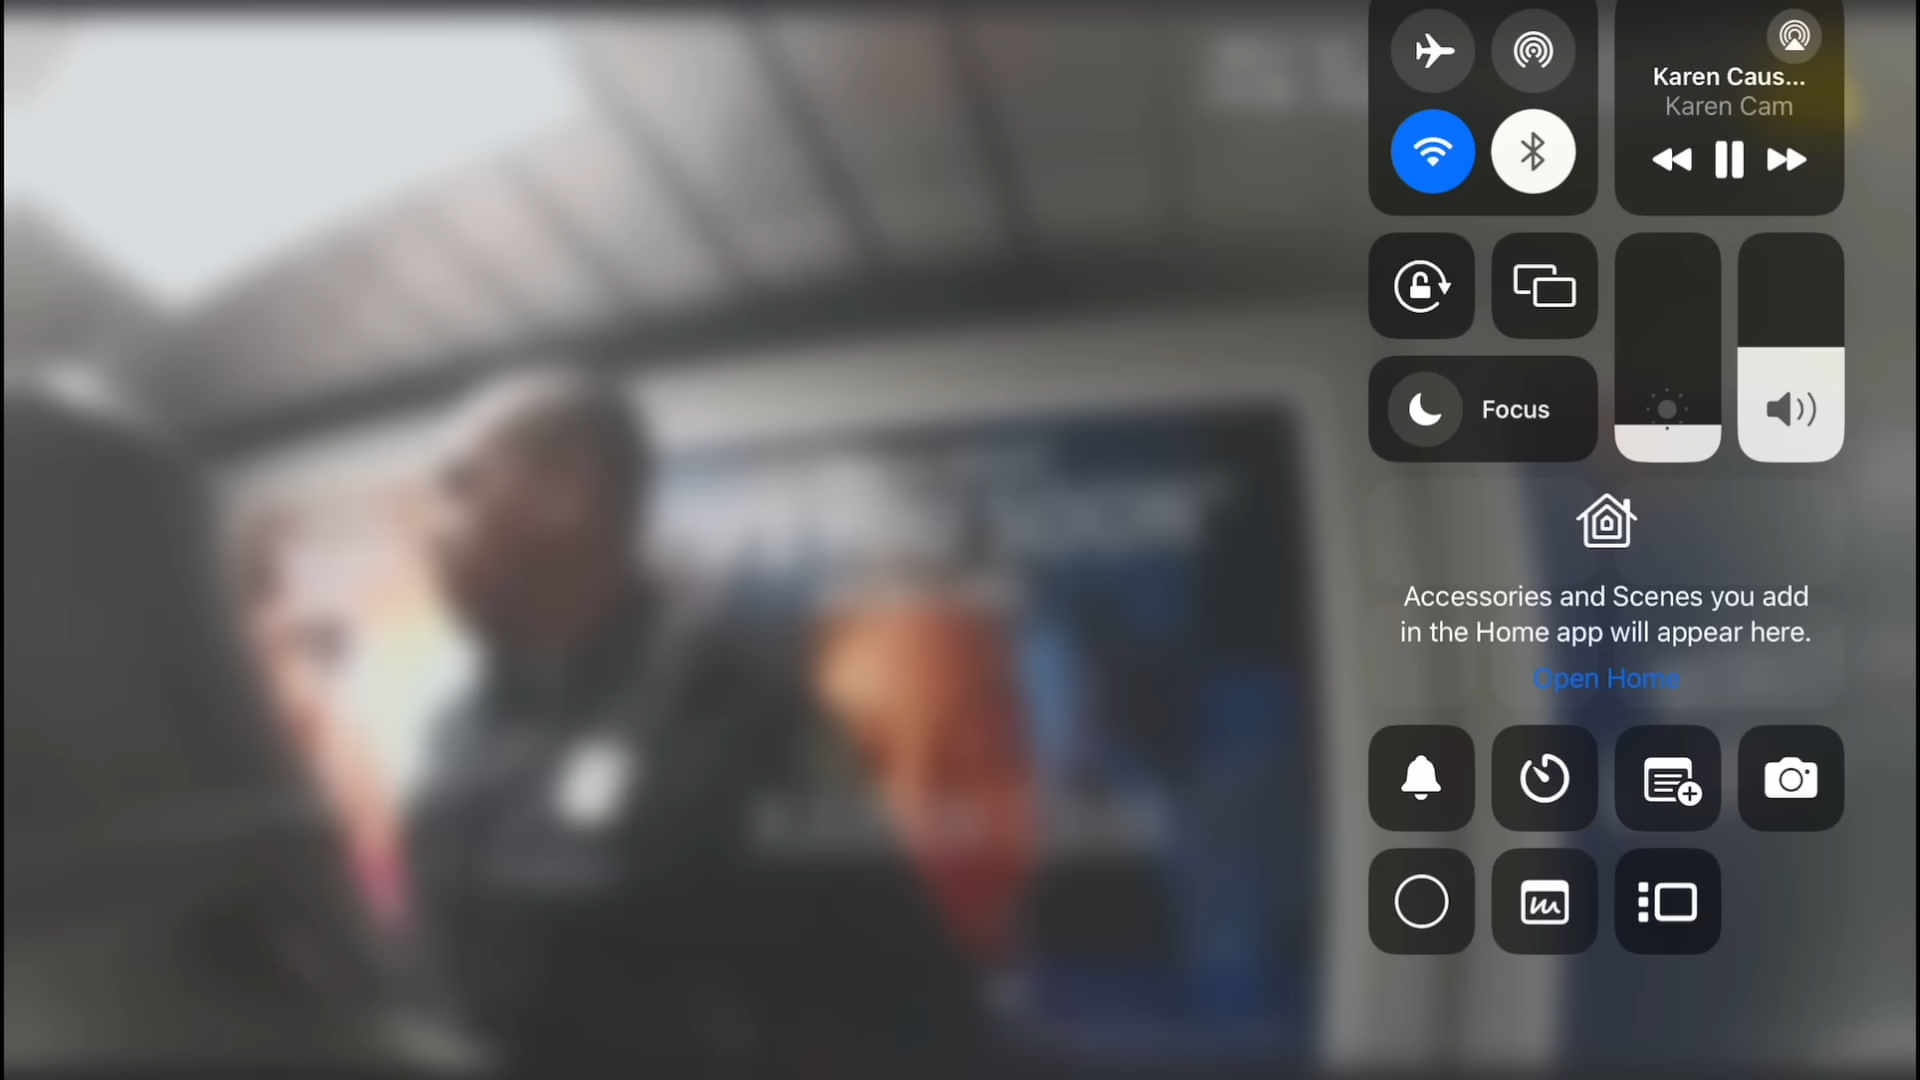 Karen Caus...
Karen Cam
Focus
Accessories and Scenes you add
in the Home app will appear here.
Open Home